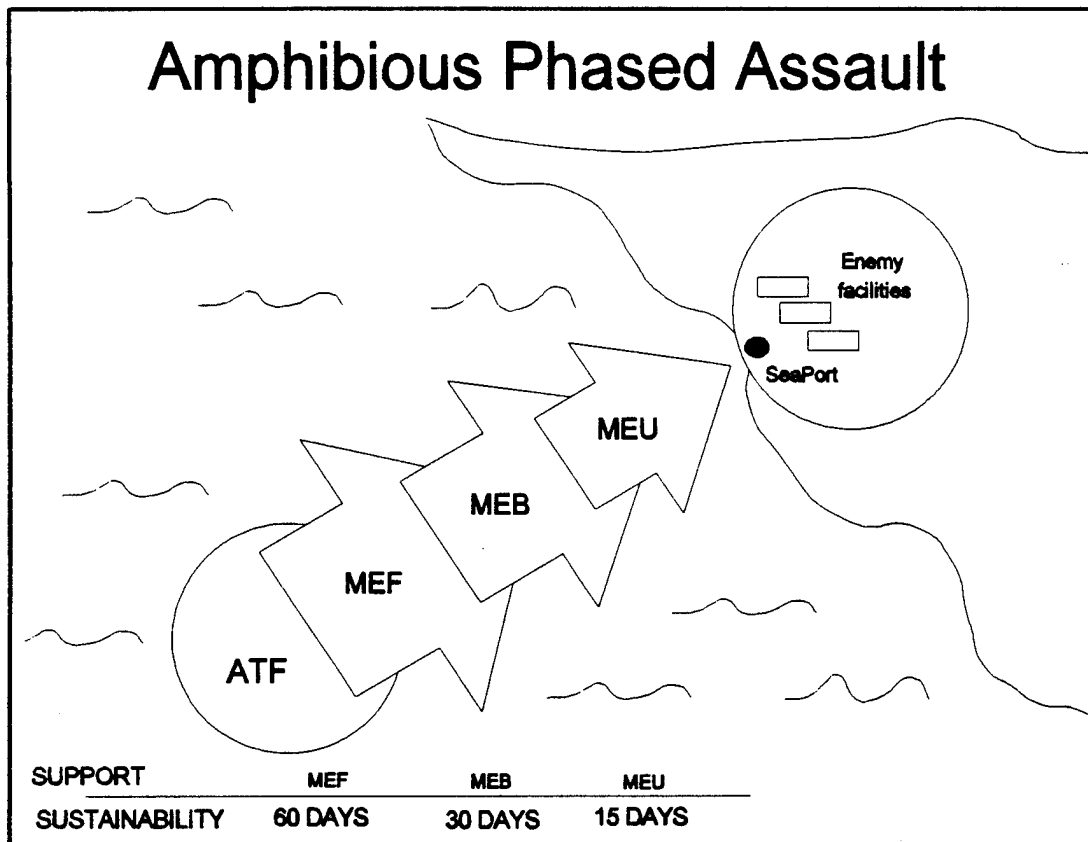 Amphibious Phased Assault
Enemy
facilities
SeaPort
MEU
MEB
MEF
ATF
SUPPORT MEF MEB MEU
SUSTAINABILITY 60 DAYS 30 DAYS 15 DAYS